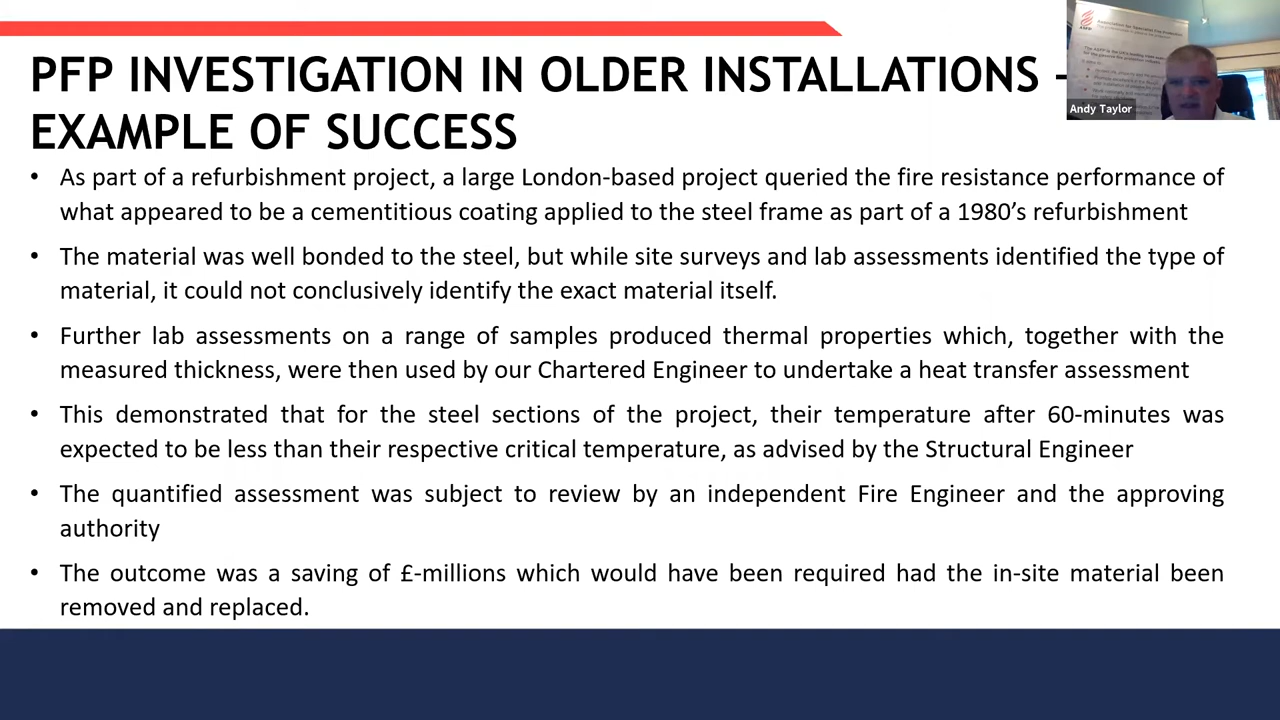 PFP INVESTIGATION IN OLDER INSTALLATIONS -
EXAMPLE OF SUCCESS
Andy Taylor
• As part of a refurbishment project, a large London-based project queried the fire resistance performance of
what appeared to be a cementitious coating applied to the steel frame as part of a 1980’s refurbishment
• The material was well bonded to the steel, but while site surveys and lab assessments identified the type of
material, it could not conclusively identify the exact material itself.
• Further lab assessments on a range of samples produced thermal properties which, together with the
measured thickness, were then used by our Chartered Engineer to undertake a heat transfer assessment
• This demonstrated that for the steel sections of the project, their temperature after 60-minutes was
expected to be less than their respective critical temperature, as advised by the Structural Engineer
• The quantified assessment was subject to review by an independent Fire Engineer and the approving
authority
• The outcome was a saving of £-millions which would have been required had the in-site material been
removed and replaced.